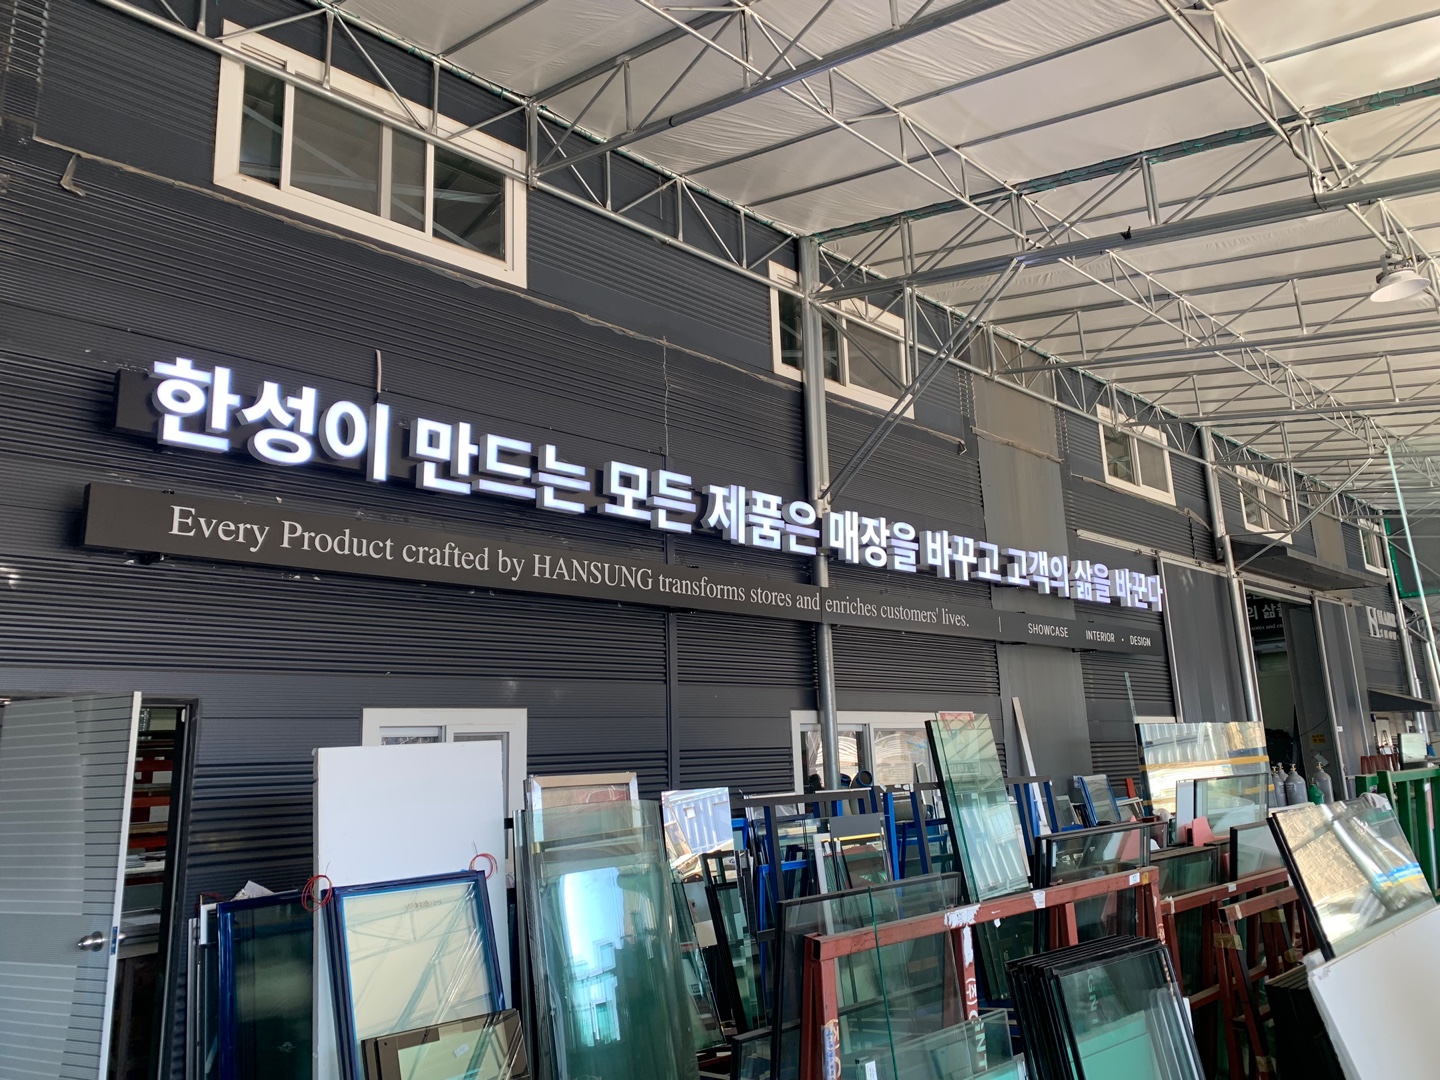 한성이 만드는 모든 제품은 매장을 바꾸고 고객의 삶을 바꾼다
Every Product crafted by HANSUNG transforms stores and enriches customers' lives. | SHOWCASE INTERIOR · DESIGN